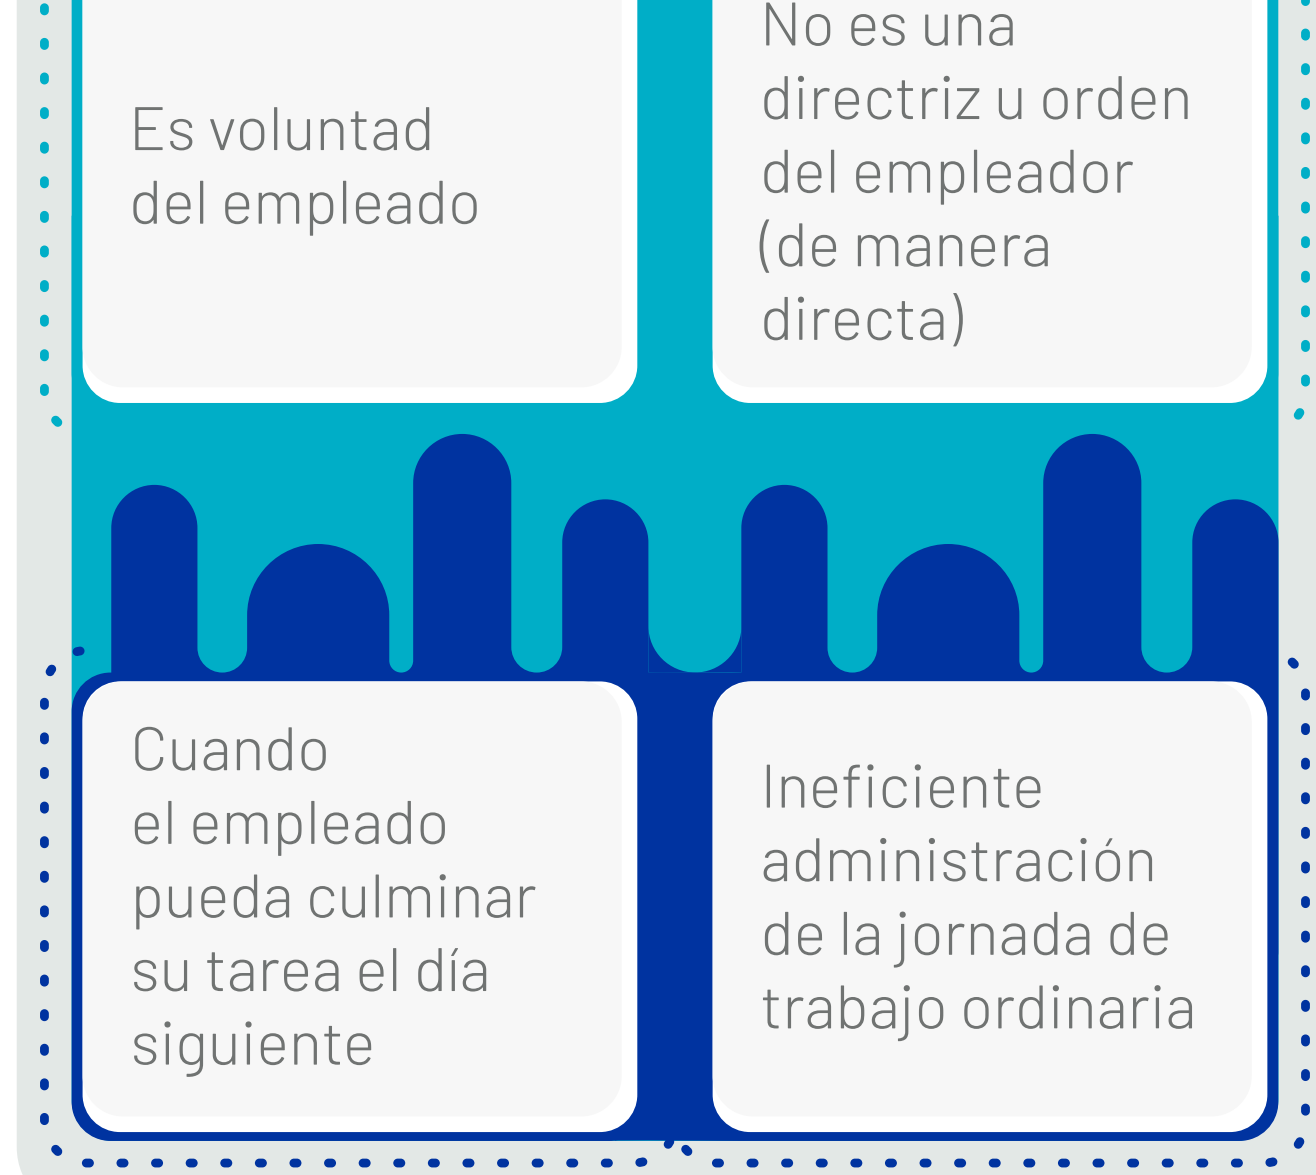 Es voluntad
del empleado
No es una
directriz u orden
del empleador
(de manera
directa)
Cuando
el empleado
pueda culminar
su tarea el día
siguiente
Ineficiente
administración
de la jornada de
trabajo ordinaria